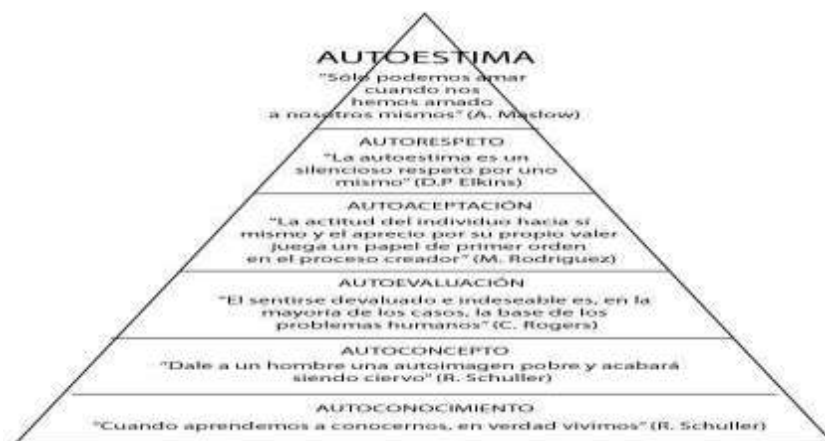 AUTOESTIMA
"Sólo podemos amar
cuando nos
hemos amado
a nosotros mismos" (A. Maslow)
AUTORESPETO
"La autoestima es un
silencioso respeto por uno
mismo" (D.P Elkins)
AUTOACEPTACIÓN
"La actitud del individuo hacia sí
mismo y el aprecio por su propio valer
juega un papel de primer orden
en el proceso creador" (M. Rodriguez)
AUTOEVALUACIÓN
"El sentirse devaluado e indeseable es, en la
mayoría de los casos, la base de los
problemas humanos" (C. Rogers)
AUTOCONCEPTO
"Dale a un hombre una autoimagen pobre y acabará
siendo ciervo" (R. Schuller)
AUTOCONOCIMIENTO
"Cuando aprendemos a conocernos, en verdad vivimos" (R. Schuller)